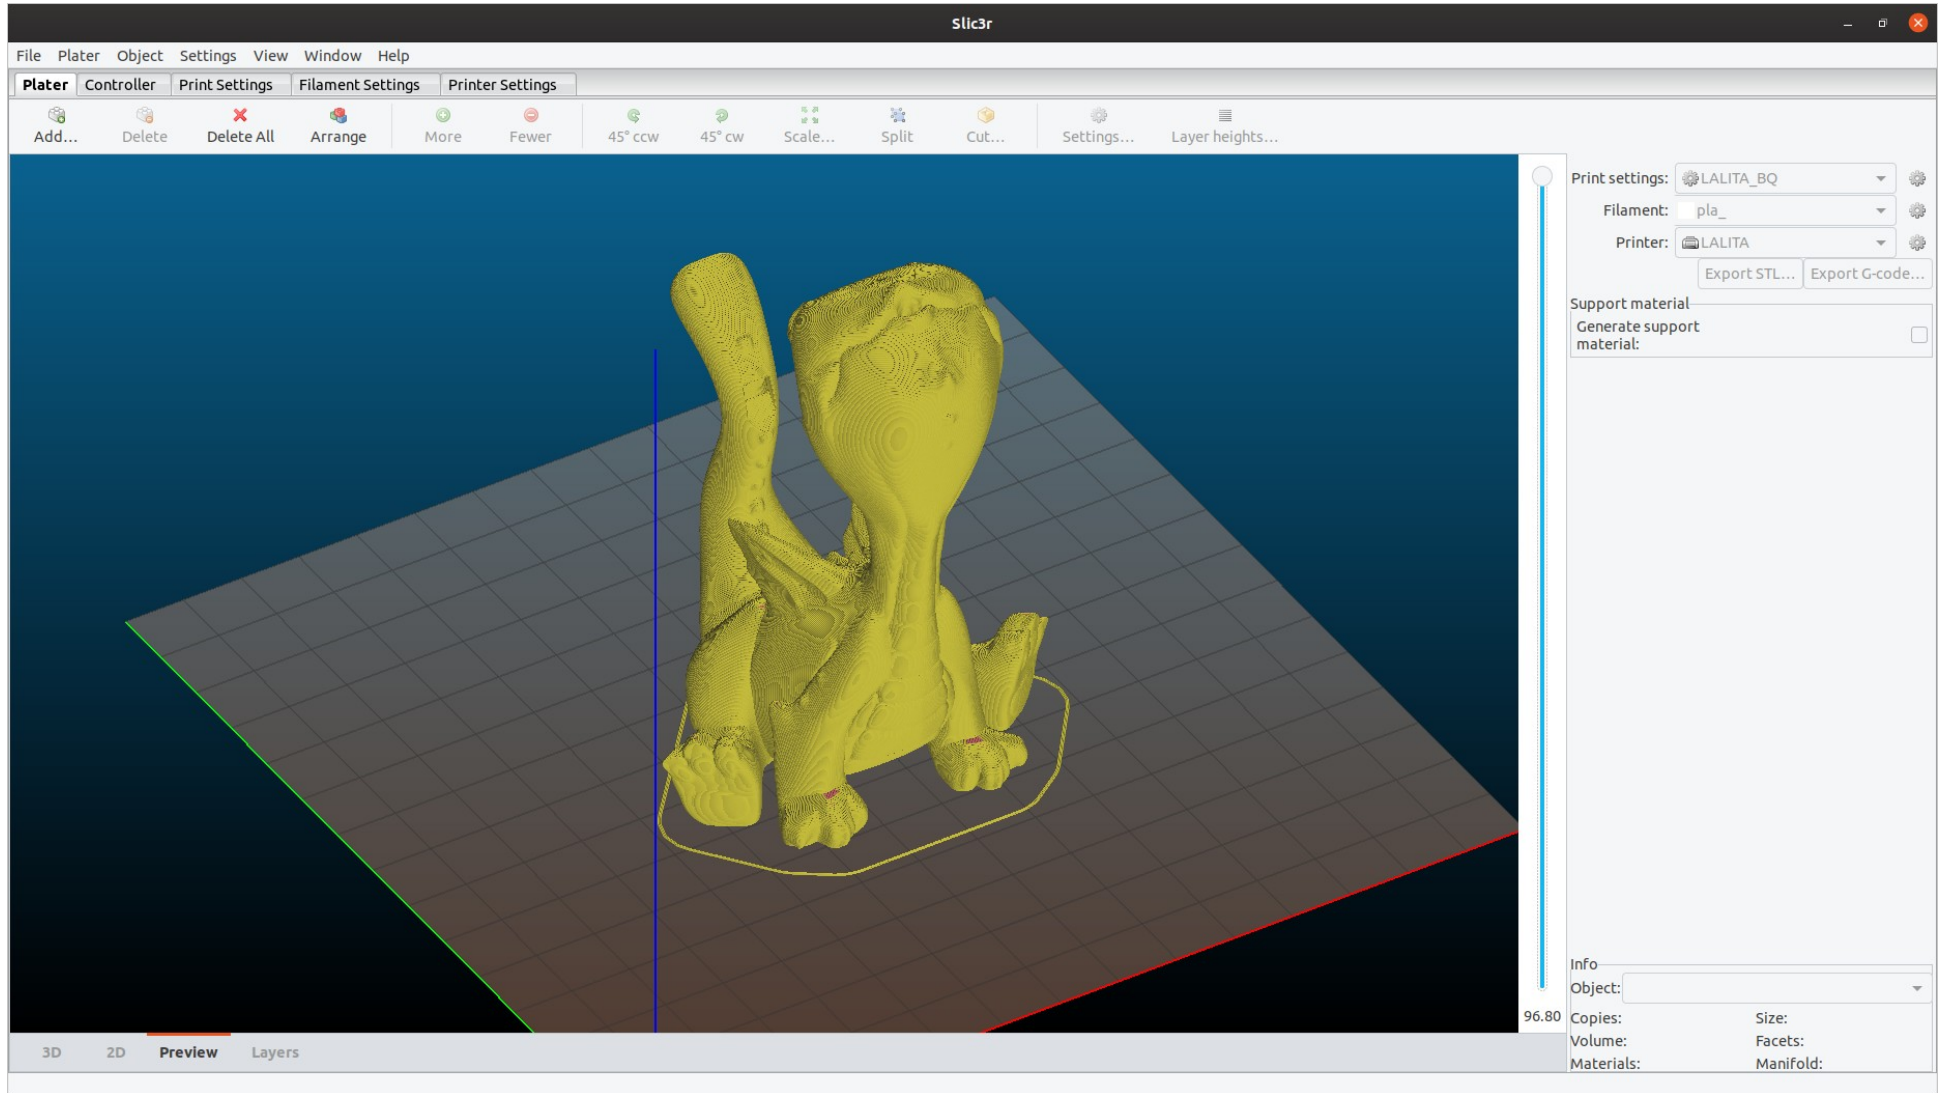 Slic3r
File Plater Object Settings View Window Help
Plater Controller Print Settings Filament Settings Printer Settings
Add... Delete Delete All Arrange More Fewer 45° ccw 45° cw Scale... Split Cut... Settings... Layer heights...
Print settings: LALITA_BQ
Filament: pla_
Printer: LALITA
Export STL... Export G-code...
Support material
Generate support
material:
Info
Object:
96.80
Copies: Size:
Volume: Facets:
Materials: Manifold:
3D 2D Preview Layers